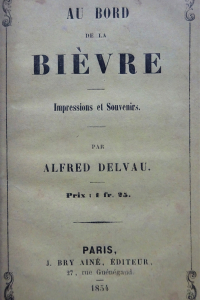 AU BORD
DE LA
BIÈVRE
Impressions et Souvenirs.
PAR
ALFRED DELVAU.
Prix : 1 fr. 25.
PARIS,
J. BRY AINÉ, ÉDITEUR,
27, rue Guénégaud.
1854